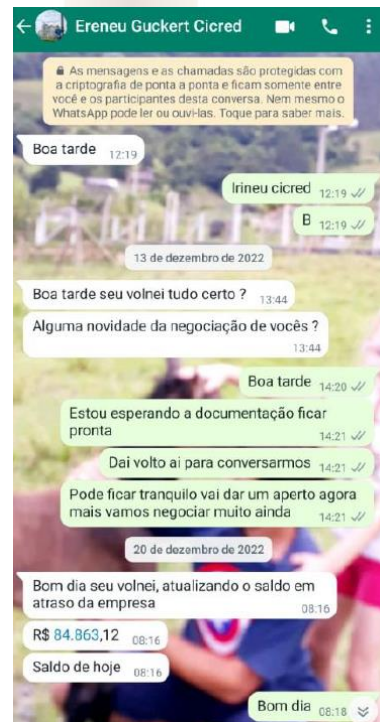 Ereneu Guckert Cicred
As mensagens e as chamadas são protegidas com
a criptografia de ponta a ponta e ficam somente entre
você e os participantes desta conversa. Nem mesmo o
WhatsApp pode ler ou ouvi-las. Toque para saber mais.
Boa tarde 12:19
Irineu cicred 12:19
B 12:19
13 de dezembro de 2022
Boa tarde seu volnei tudo certo ? 13:44
Alguma novidade da negociação de vocês ?
13:44
Boa tarde 14:20
Estou esperando a documentação ficar
pronta 14:21
Dai volto ai para conversarmos 14:21
Pode ficar tranquilo vai dar um aperto agora
mais vamos negociar muito ainda 14:21
20 de dezembro de 2022
Bom dia seu volnei, atualizando o saldo em
atraso da empresa 08:16
R$ 84.863,12 08:16
Saldo de hoje 08:16
Bom dia 08:18